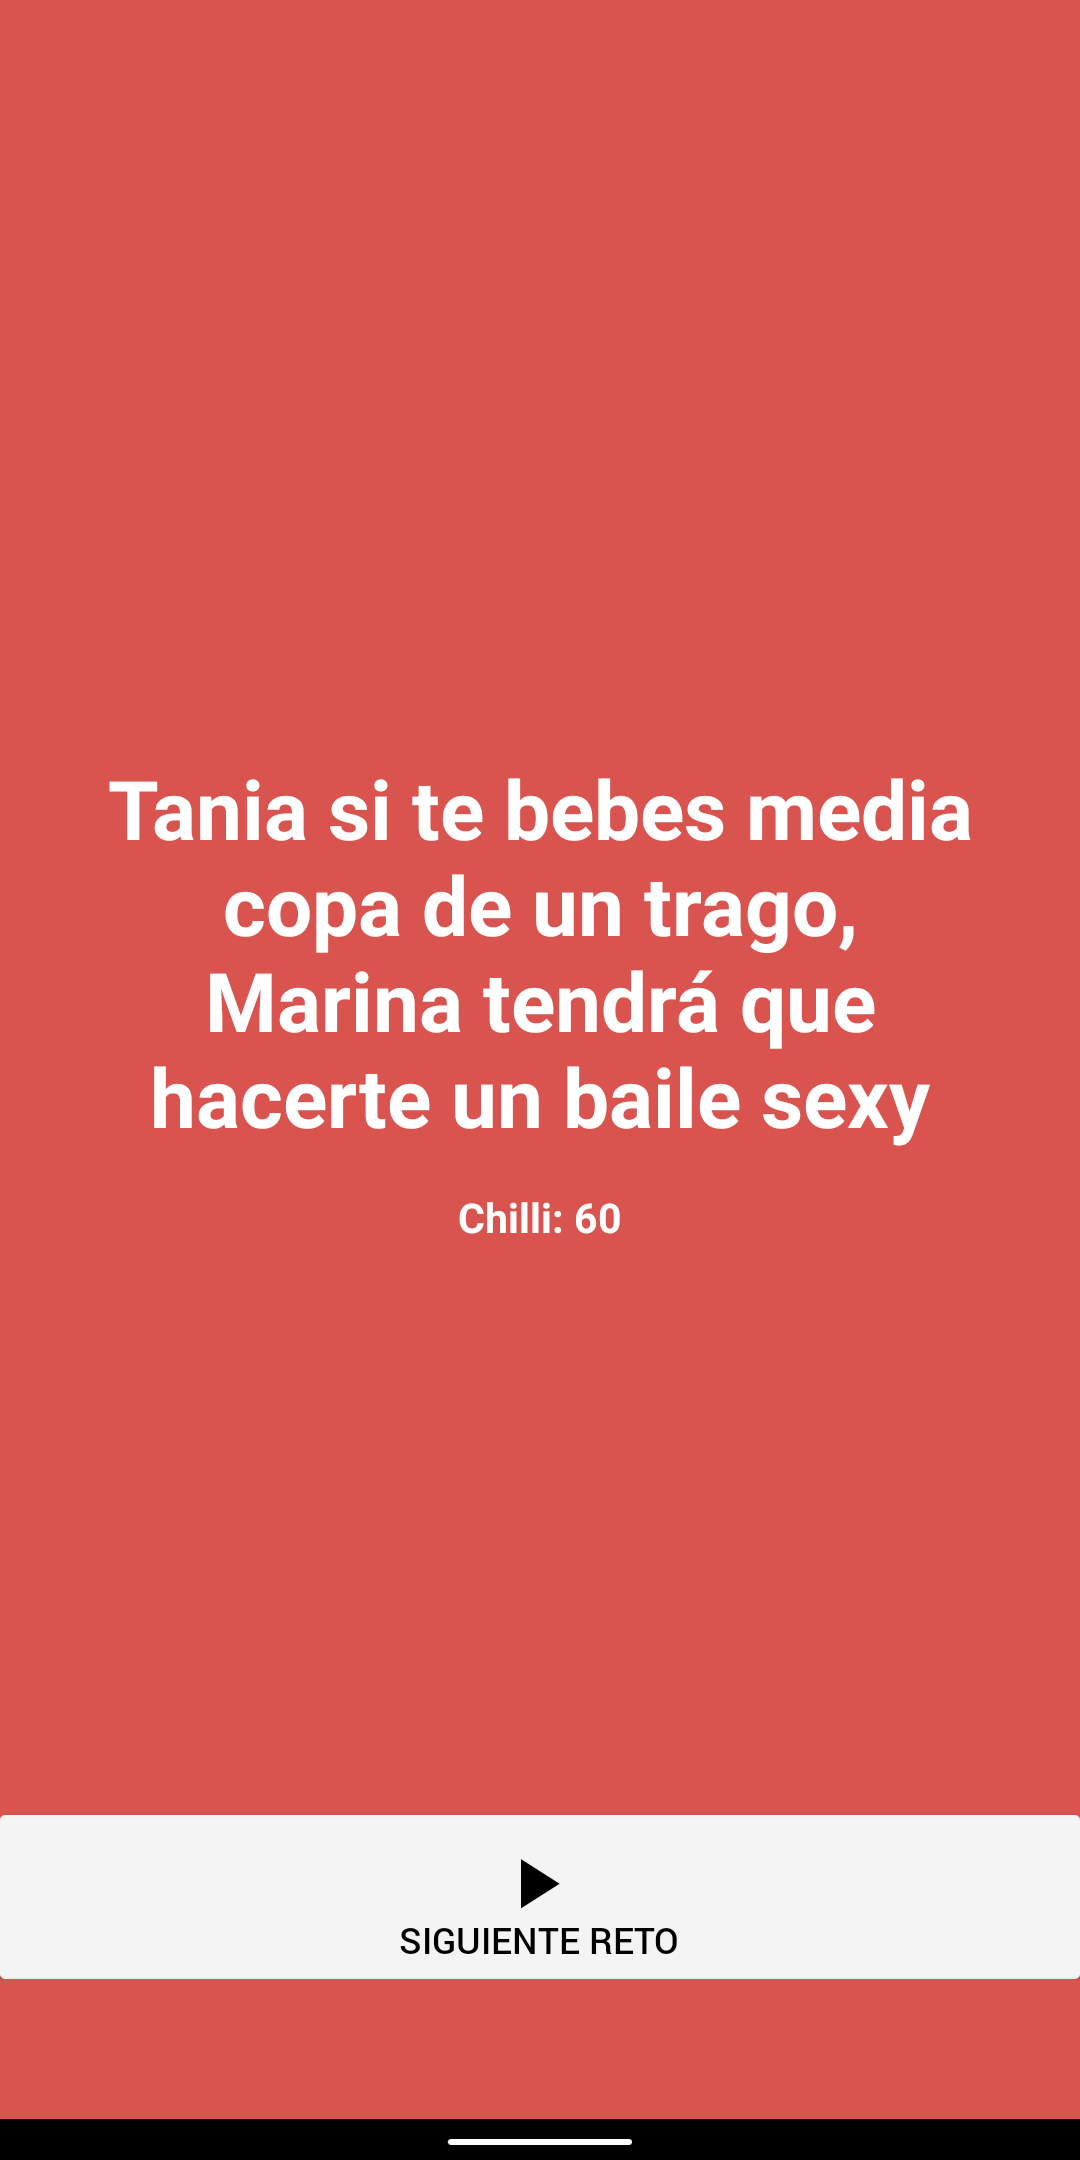 Tania si te bebes media
copa de un trago,
Marina tendrá que
hacerte un baile sexy
Chilli: 60
SIGUIENTE RETO